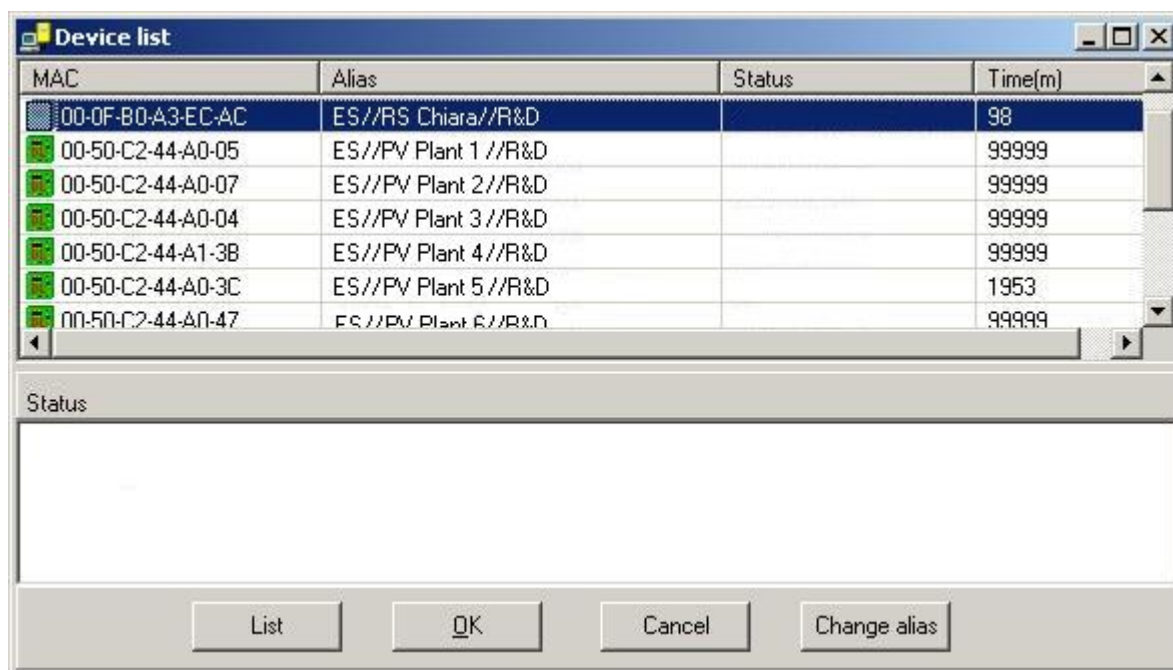 Device list
MAC Alias Status Time(m)
00-0F-B0-A3-EC-AC ES//RS Chiara//R&D 98
00-50-C2-44-A0-05 ES//PV Plant 1 //R&D 99999
00-50-C2-44-A0-07 ES//PV Plant 2//R&D 99999
00-50-C2-44-A0-04 ES//PV Plant 3 //R&D 99999
00-50-C2-44-A1-3B ES//PV Plant 4//R&D 99999
00-50-C2-44-A0-3C ES//PV Plant 5 //R&D 1953
00-50-C2-44-A0-47 ES//PV Plant 6//R&D 99999
Status
List OK Cancel Change alias